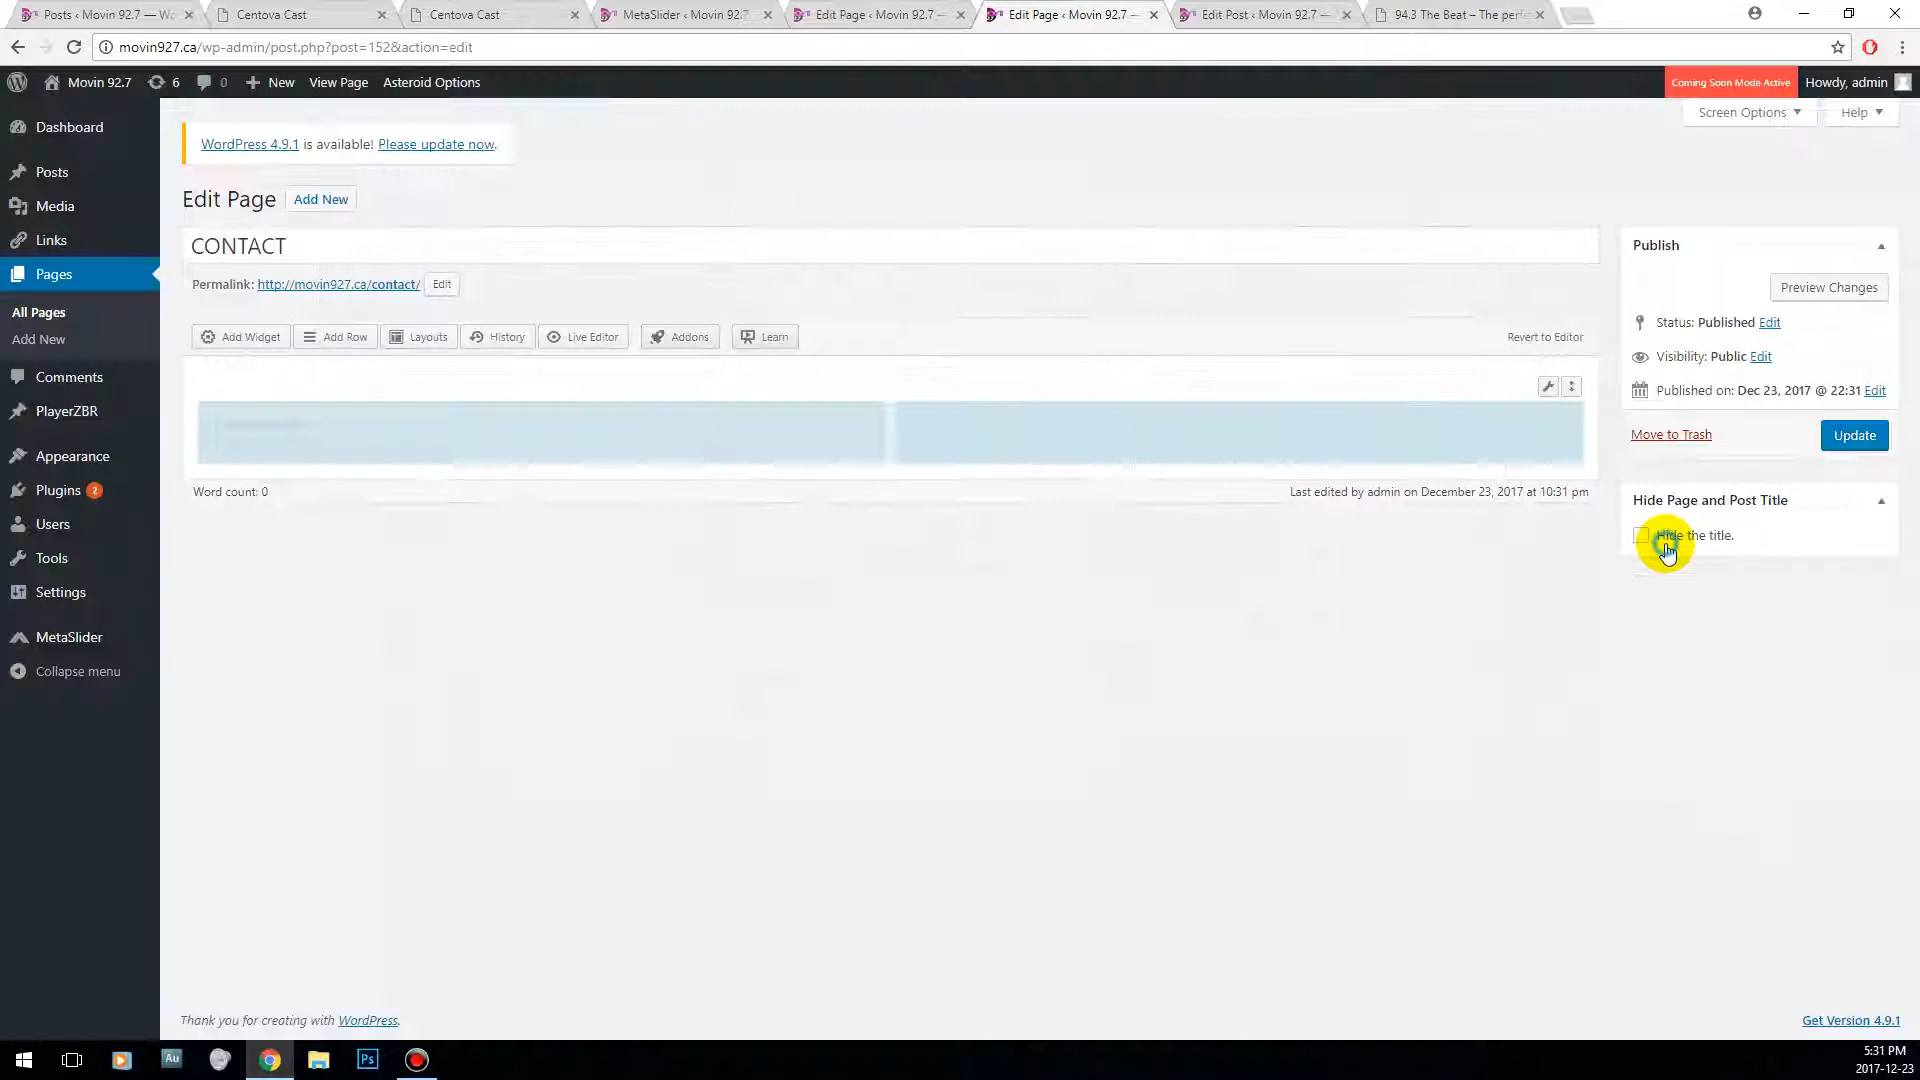 Posts ‹ Movin 92.7 — Wo
Centova Cast
Centova Cast
MetaSlider ‹ Movin 92.7
Edit Page ‹ Movin 92.7 —
Edit Page ‹ Movin 92.7 —
Edit Post ‹ Movin 92.7 —
94.3 The Beat – The perfe
movin927.ca/wp-admin/post.php?post=152&action=edit
Movin 92.7
6
0
New
View Page
Asteroid Options
Coming Soon Mode Active
Howdy, admin
Screen Options
Help
Dashboard
Posts
Media
Links
Pages
All Pages
Add New
Comments
PlayerZBR
Appearance
Plugins 2
Users
Tools
Settings
MetaSlider
Collapse menu
WordPress 4.9.1 is available! Please update now.
Edit Page
Add New
CONTACT
Permalink: http://movin927.ca/contact/
Edit
Add Widget
Add Row
Layouts
History
Live Editor
Addons
Learn
Revert to Editor
Word count: 0
Last edited by admin on December 23, 2017 at 10:31 pm
Publish
Preview Changes
Status: Published Edit
Visibility: Public Edit
Published on: Dec 23, 2017 @ 22:31 Edit
Move to Trash
Update
Hide Page and Post Title
Hide the title.
Thank you for creating with WordPress.
Get Version 4.9.1
Au
Ps
5:31 PM
2017-12-23